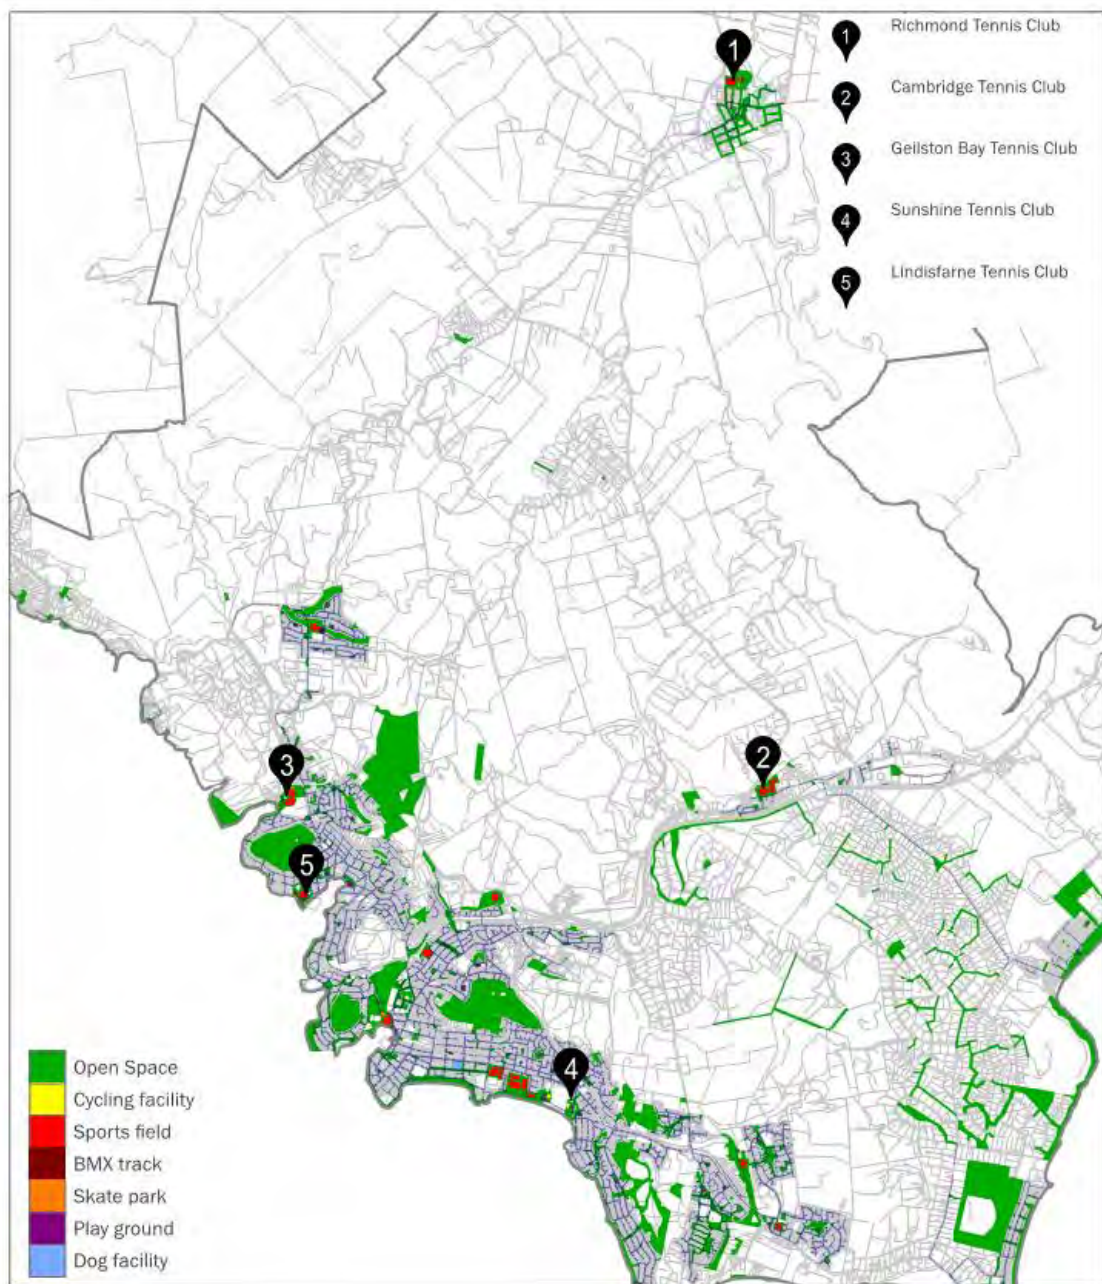 1
1 Richmond Tennis Club
2 Cambridge Tennis Club
3 Geilston Bay Tennis Club
4 Sunshine Tennis Club
5 Lindisfarne Tennis Club
3
2
5
4
Open Space
Cycling facility
Sports field
BMX track
Skate park
Play ground
Dog facility